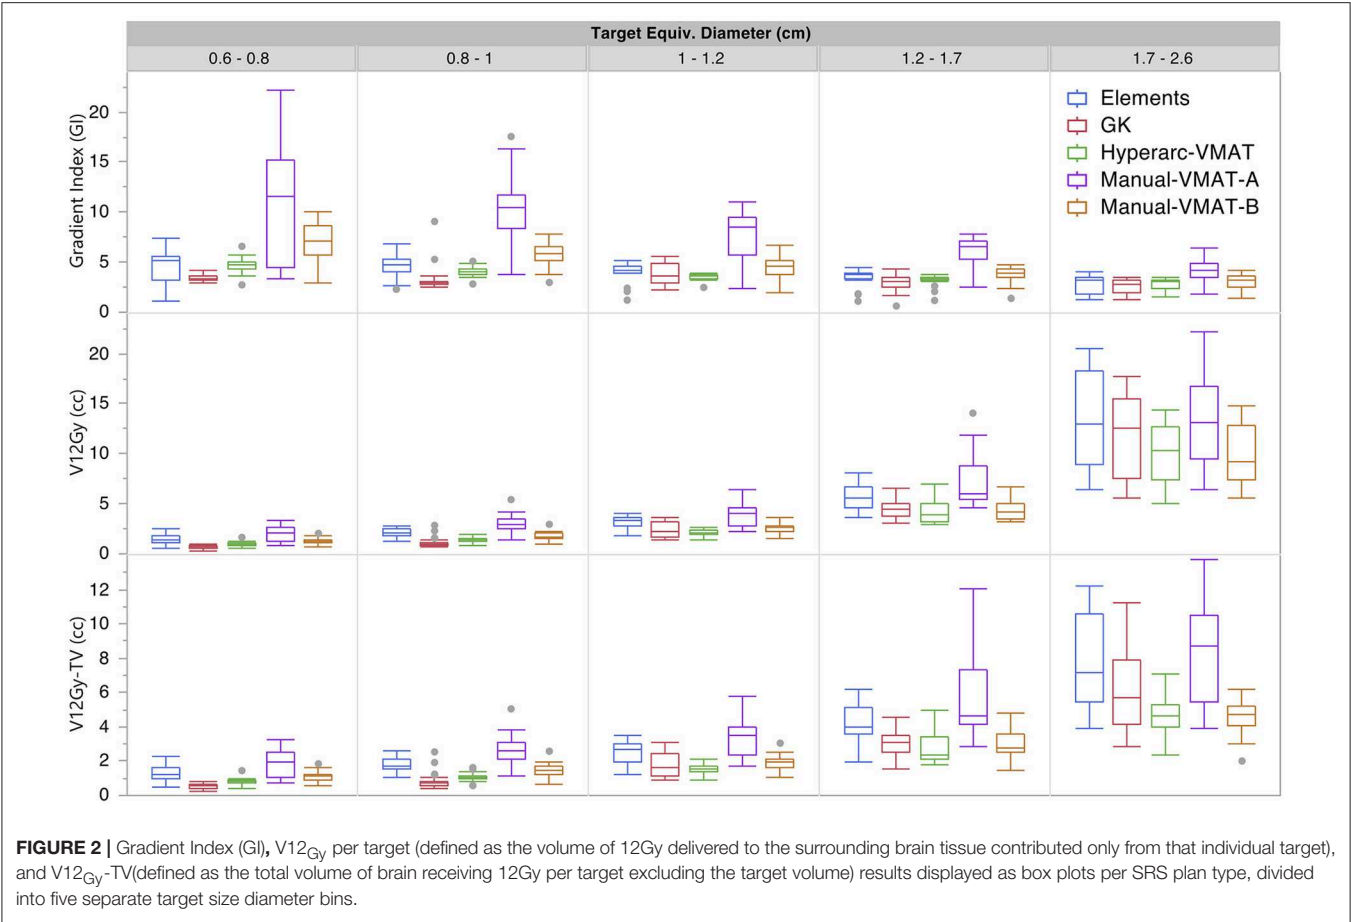 Target Equiv. Diameter (cm)
0.6 - 0.8 0.8 - 1 1 - 1.2 1.2 - 1.7 1.7 - 2.6
Gradient Index (GI)
20
15
10
5
0
Elements
GK
Hyperarc-VMAT
Manual-VMAT-A
Manual-VMAT-B
V12Gy (cc)
20
15
10
5
0
V12Gy-TV (cc)
12
10
8
6
4
2
0
FIGURE 2 | Gradient Index (GI), V12Gy per target (defined as the volume of 12Gy delivered to the surrounding brain tissue contributed only from that individual target),
and V12Gy-TV(defined as the total volume of brain receiving 12Gy per target excluding the target volume) results displayed as box plots per SRS plan type, divided
into five separate target size diameter bins.